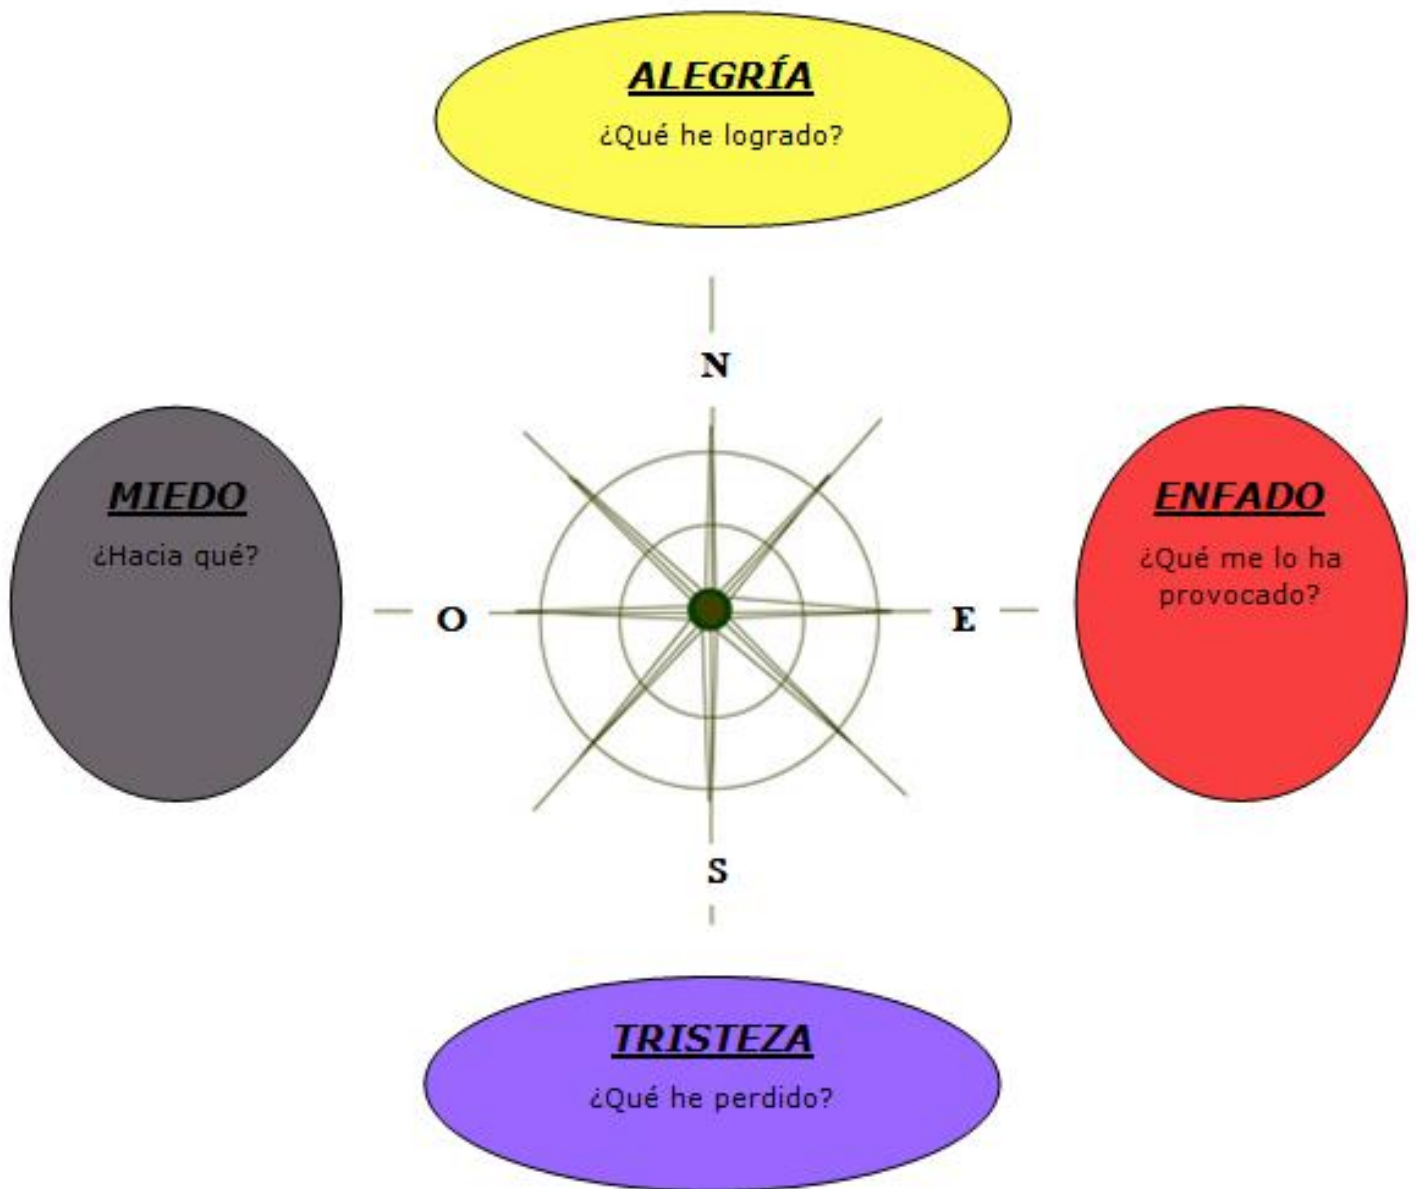 ALEGRÍA
¿Qué he logrado?
N
MIEDO
¿Hacia qué?
ENFADO
¿Qué me lo ha
provocado?
O
E
S
TRISTEZA
¿Qué he perdido?